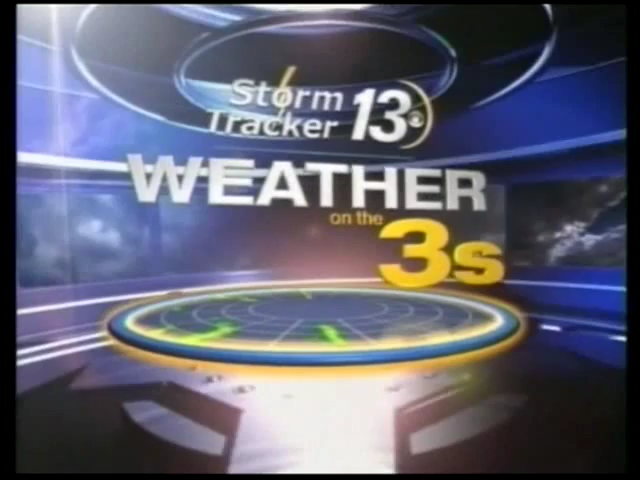 Storm
Tracker 13
WEATHER
on the
3s